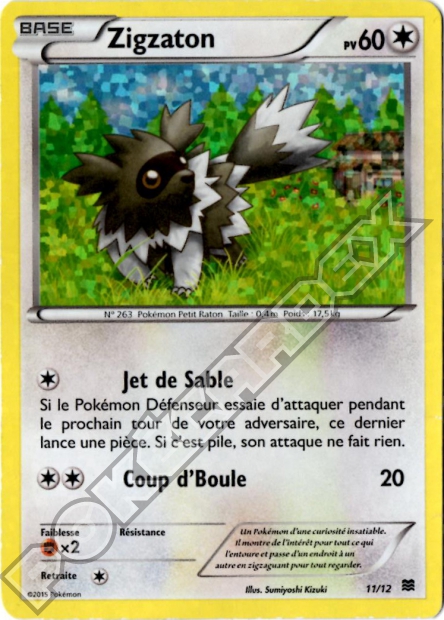 BASE
Zigzaton
PV60
N° 263 Pokémon Petit Raton Taille : 0,4m Poids : 17,5kg
Jet de Sable
Si le Pokémon Défenseur essaie d'attaquer pendant
le prochain tour de votre adversaire, ce dernier
lance une pièce. Si c'est pile, son attaque ne fait rien.
Coup d'Boule 20
Faiblesse Résistance
×2
Retraite
Un Pokémon d'une curiosité insatiable.
Il montre de l'intérêt pour tout ce qui
l'entoure et passe d'un endroit à un
autre en zigzaguant pour tout regarder.
©2015 Pokémon
Illus. Sumiyoshi Kizuki
11/12
POKECARDEX